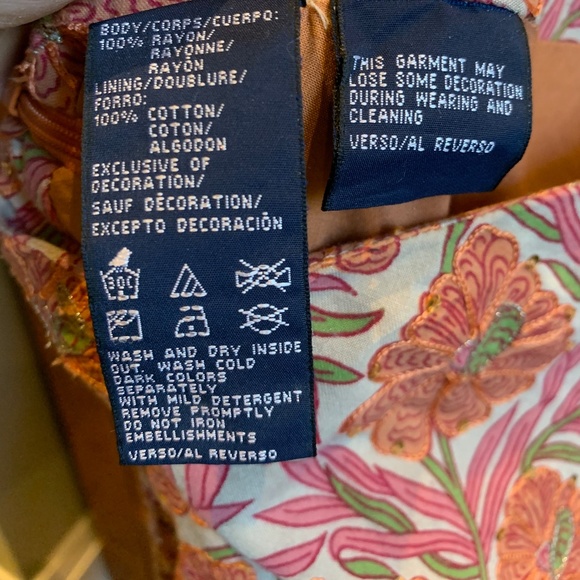 BODY/CORPS/CUERPO:
100% RAYON/
RAYONNE/
RAYÓN
LINING/DOUBLURE/
FORRO:
100% COTTON/
COTON/
ALGODON
EXCLUSIVE OF
DECORATION/
SAUF DÉCORATION/
EXCEPTO DECORACIÓN
30C
WASH AND DRY INSIDE
OUT. WASH COLD
DARK COLORS
SEPARATELY
WITH MILD DETERGENT
REMOVE PROMPTLY
DO NOT IRON
EMBELLISHMENTS
VERSO/AL REVERSO
THIS GARMENT MAY
LOSE SOME DECORATION
DURING WEARING AND
CLEANING
VERSO/AL REVERSO